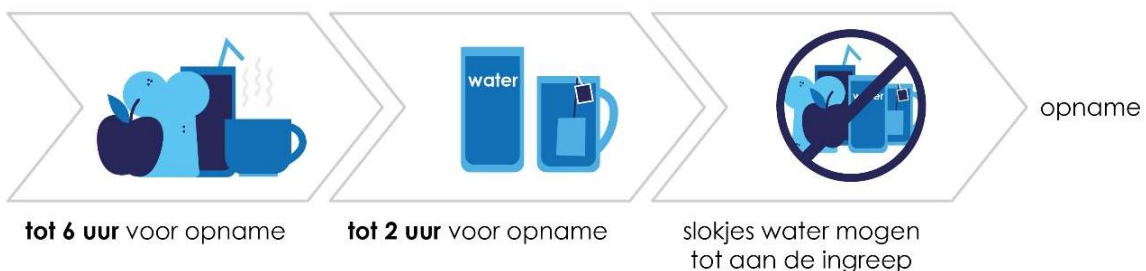 water
water
opname
tot 6 uur voor opname
tot 2 uur voor opname
slokjes water mogen
tot aan de ingreep